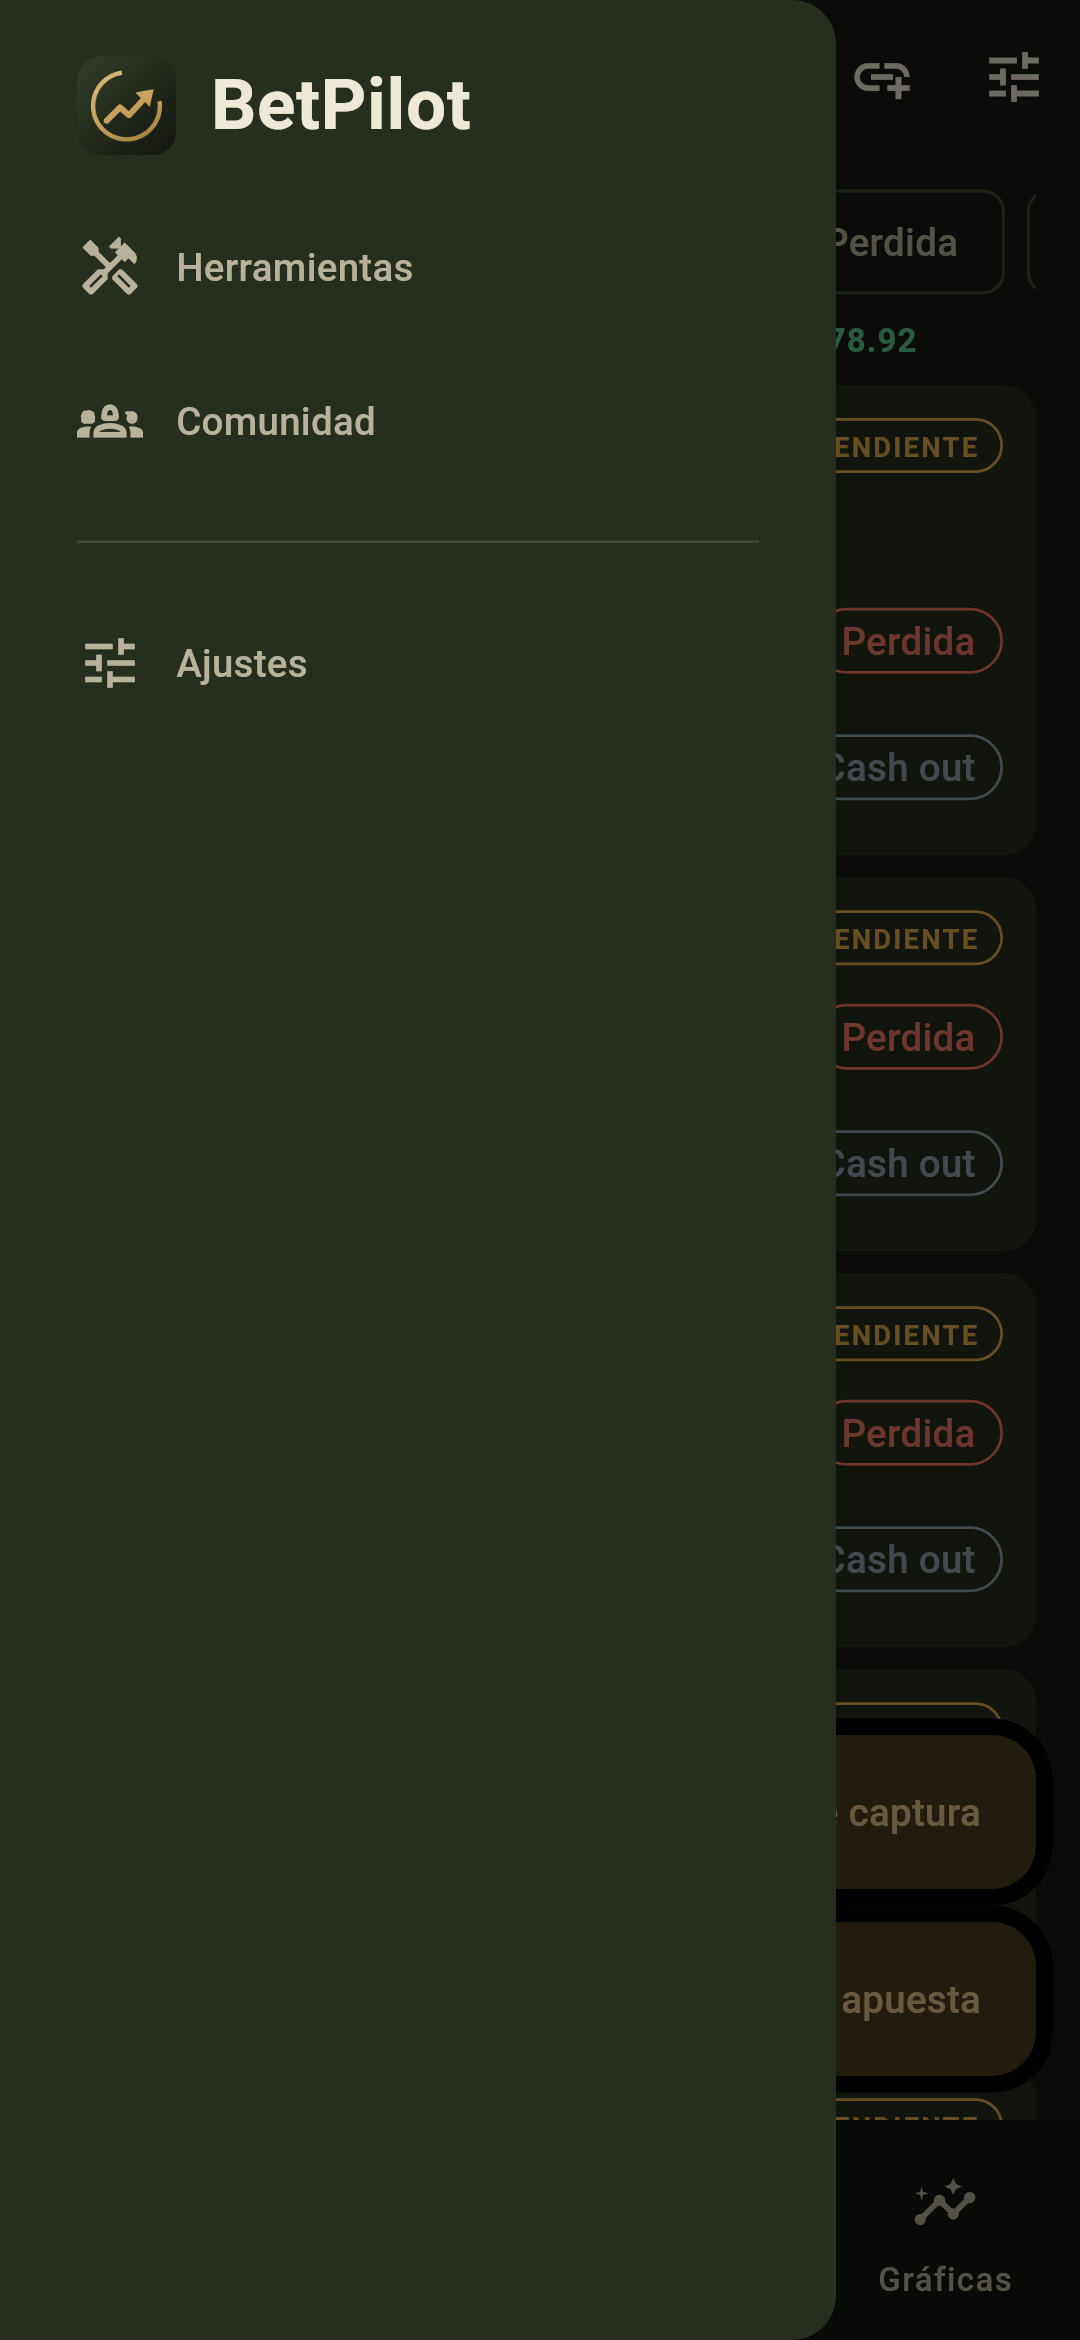 BetPilot
Herramientas
Comunidad
Ajustes
Perdida
78.92
ENDIENTE
Perdida
Cash out
ENDIENTE
Perdida
Cash out
ENDIENTE
Perdida
Cash out
captura
apuesta
Gráficas